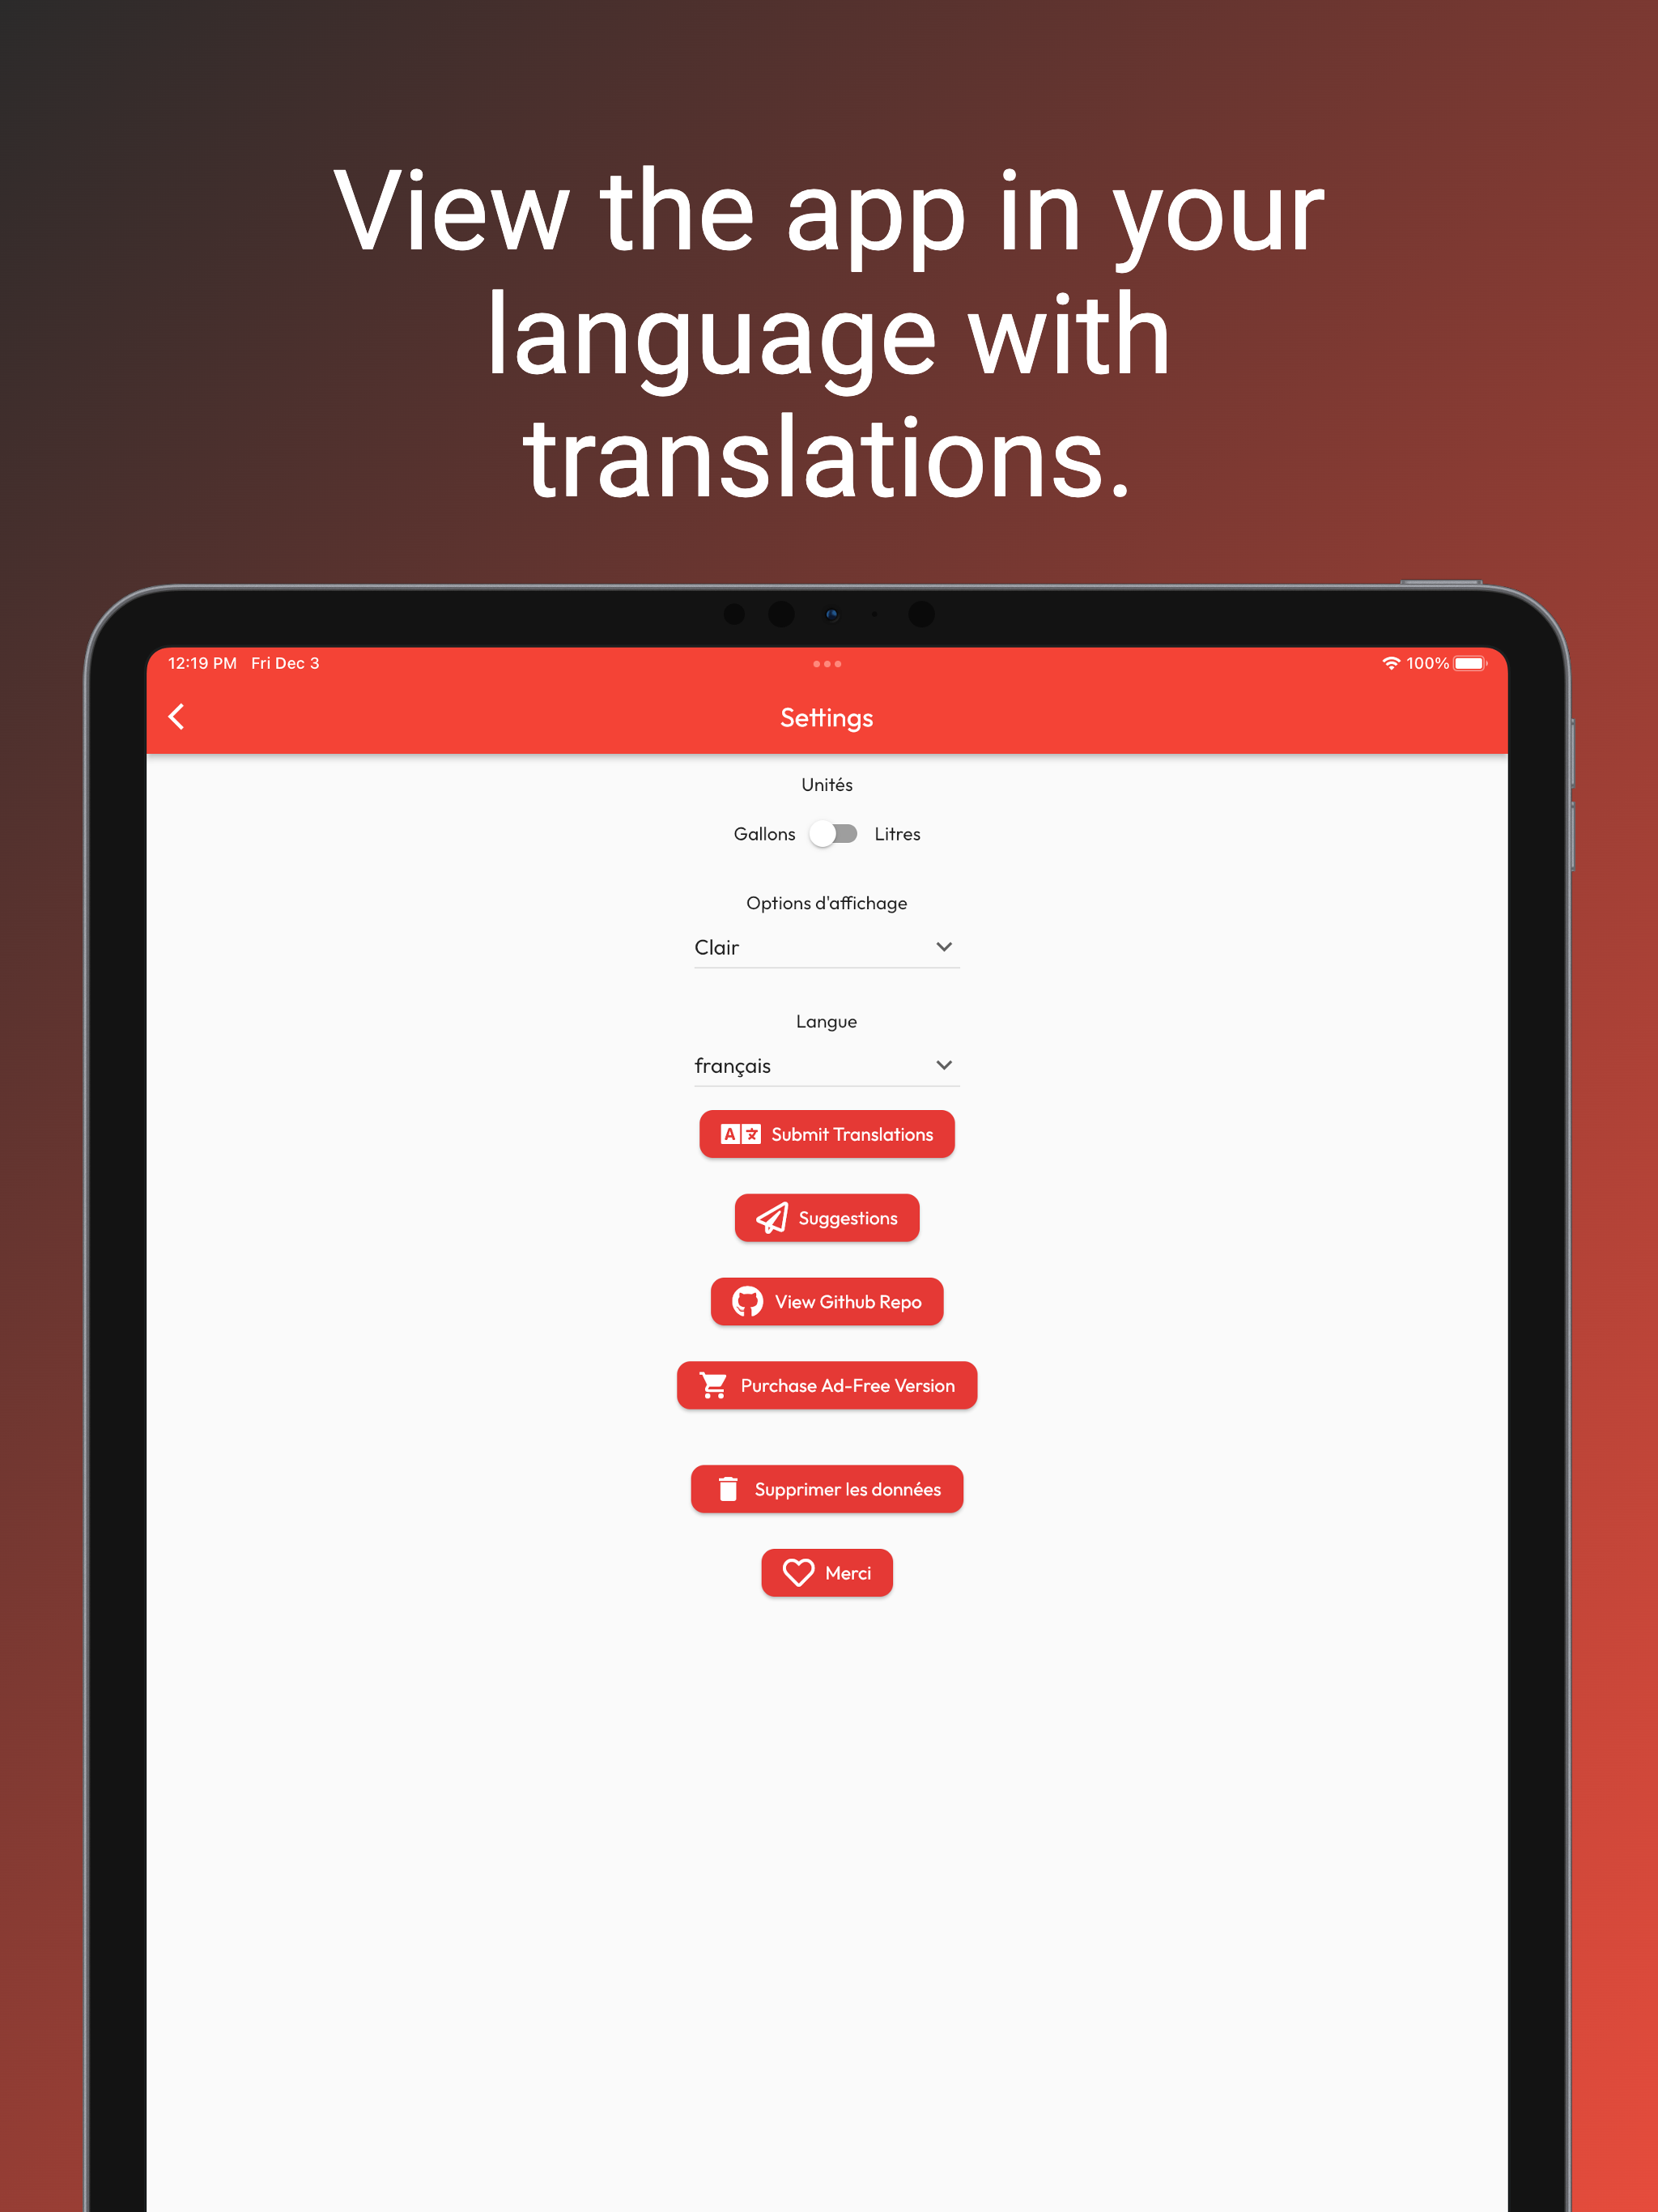 View the app in your
language with
translations.
12:19 PM Fri Dec 3
100%
Settings
Unités
Gallons Litres
Options d'affichage
Clair
Langue
français
Submit Translations
Suggestions
View Github Repo
Purchase Ad-Free Version
Supprimer les données
Merci